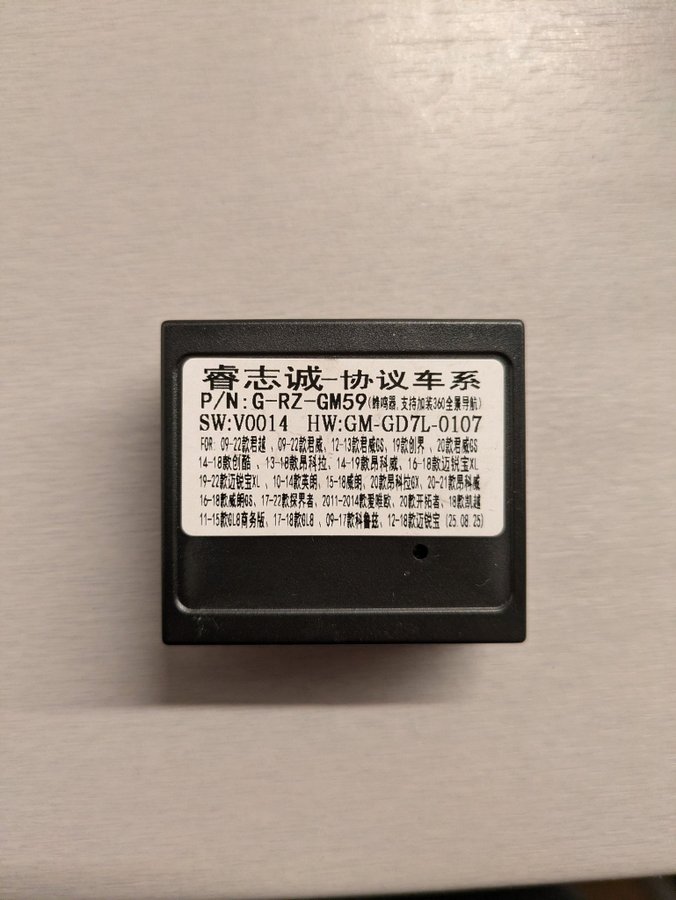 睿志诚-协议车系
P/N:G-RZ-GM59(蜂鸣器,支持加装360全景导航)
SW:V0014 HW:GM-GD7L-0107
FOR: 09-22款君越、09-22款君威、12-13款君威GS、19款创界、20款君威GS
14-18款创酷、13-18款昂科拉、14-19款昂科威、16-18款迈锐宝XL
19-22款迈锐宝XL、10-14款英朗、15-18威朗、20款昂科拉GX、20-21款昂科威
16-18款威朗GS、17-22款探界者、2011-2014款爱唯欧、20款开拓者、18款凯越
11-15款GL8商务版、17-18款GL8、09-17款科鲁兹、12-18款迈锐宝(25.08.25)